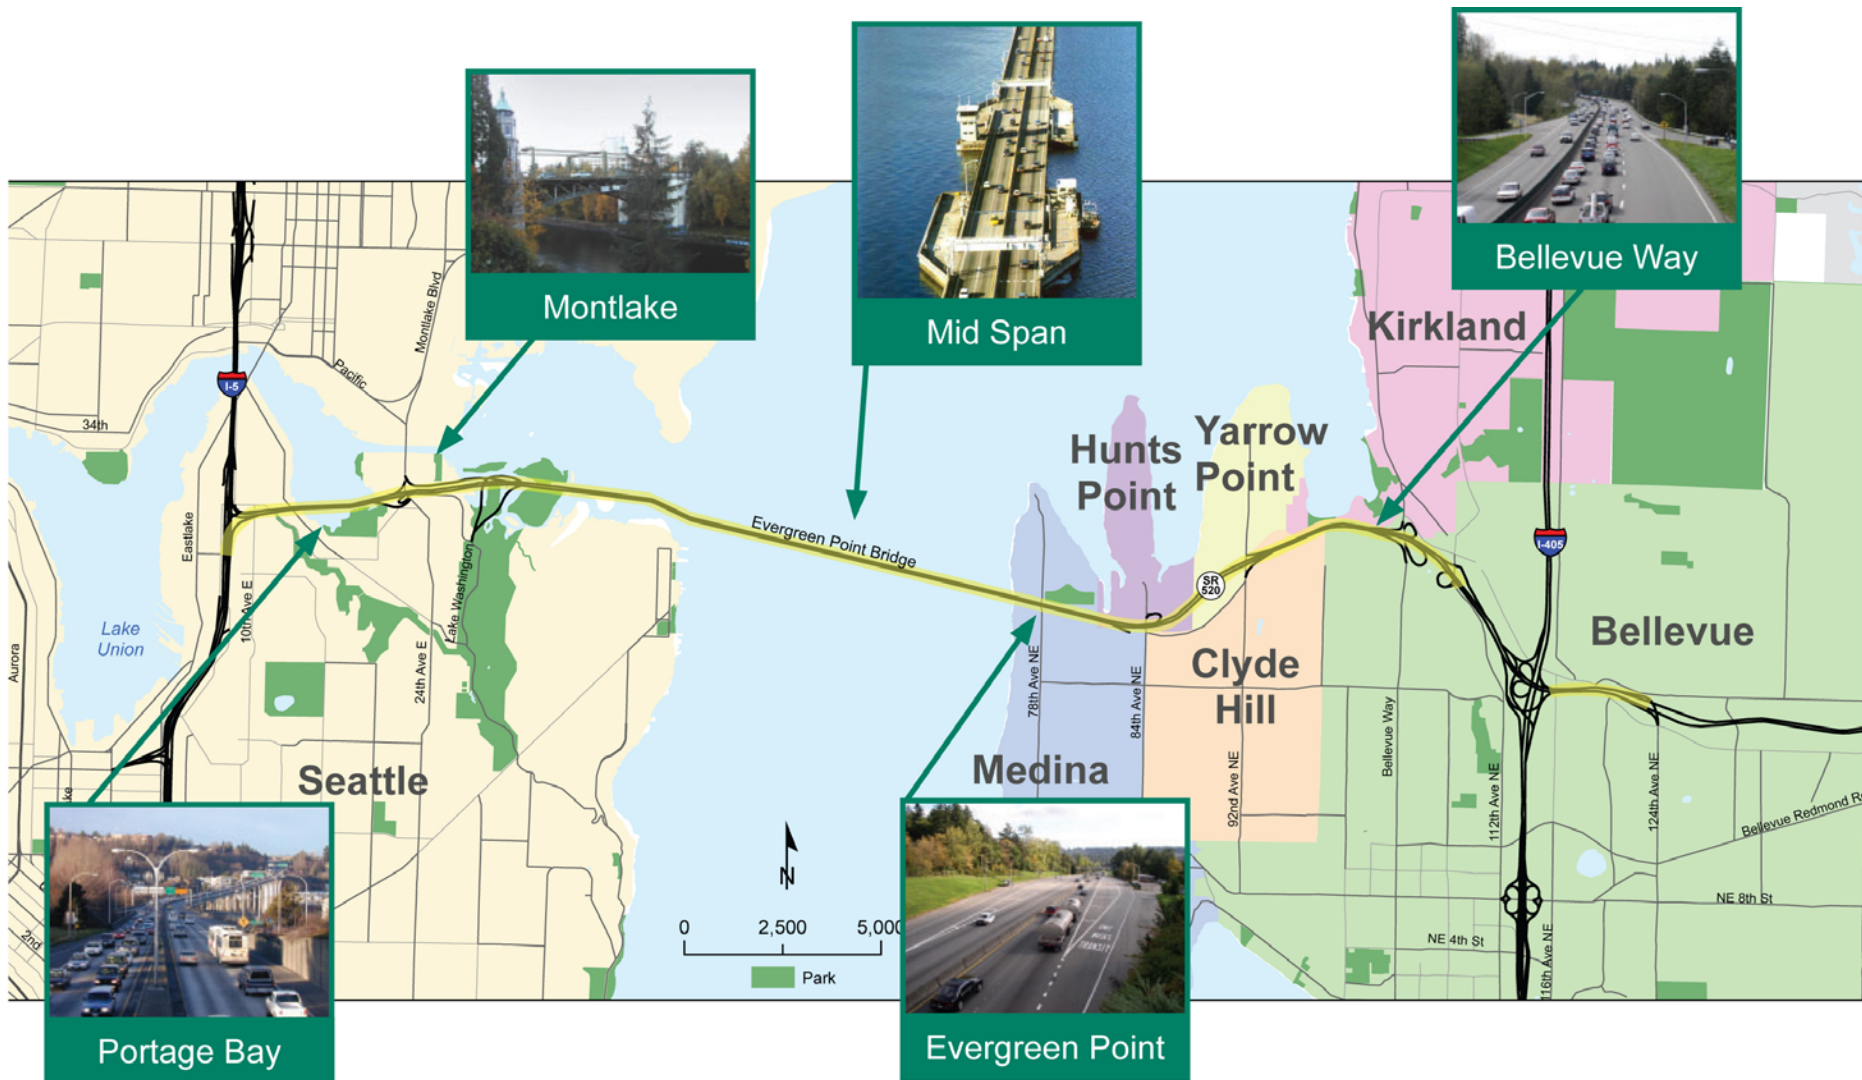 Montlake
Mid Span
Bellevue Way
Portage Bay
Evergreen Point
Kirkland
Hunts
Point
Yarrow
Point
Clyde
Hill
Bellevue
Medina
Seattle
Lake
Union
Evergreen Point Bridge
SR
520
I-5
I-405
34th
Pacific
Montlake Blvd
Eastlake
10th Ave E
24th Ave E
Lake Washington
Aurora
2nd
78th Ave NE
84th Ave NE
92nd Ave NE
Bellevue Way
112th Ave NE
116th Ave NE
124th Ave NE
NE 8th St
NE 4th St
Bellevue Redmond
N
0
2,500
Park
TRANSIT